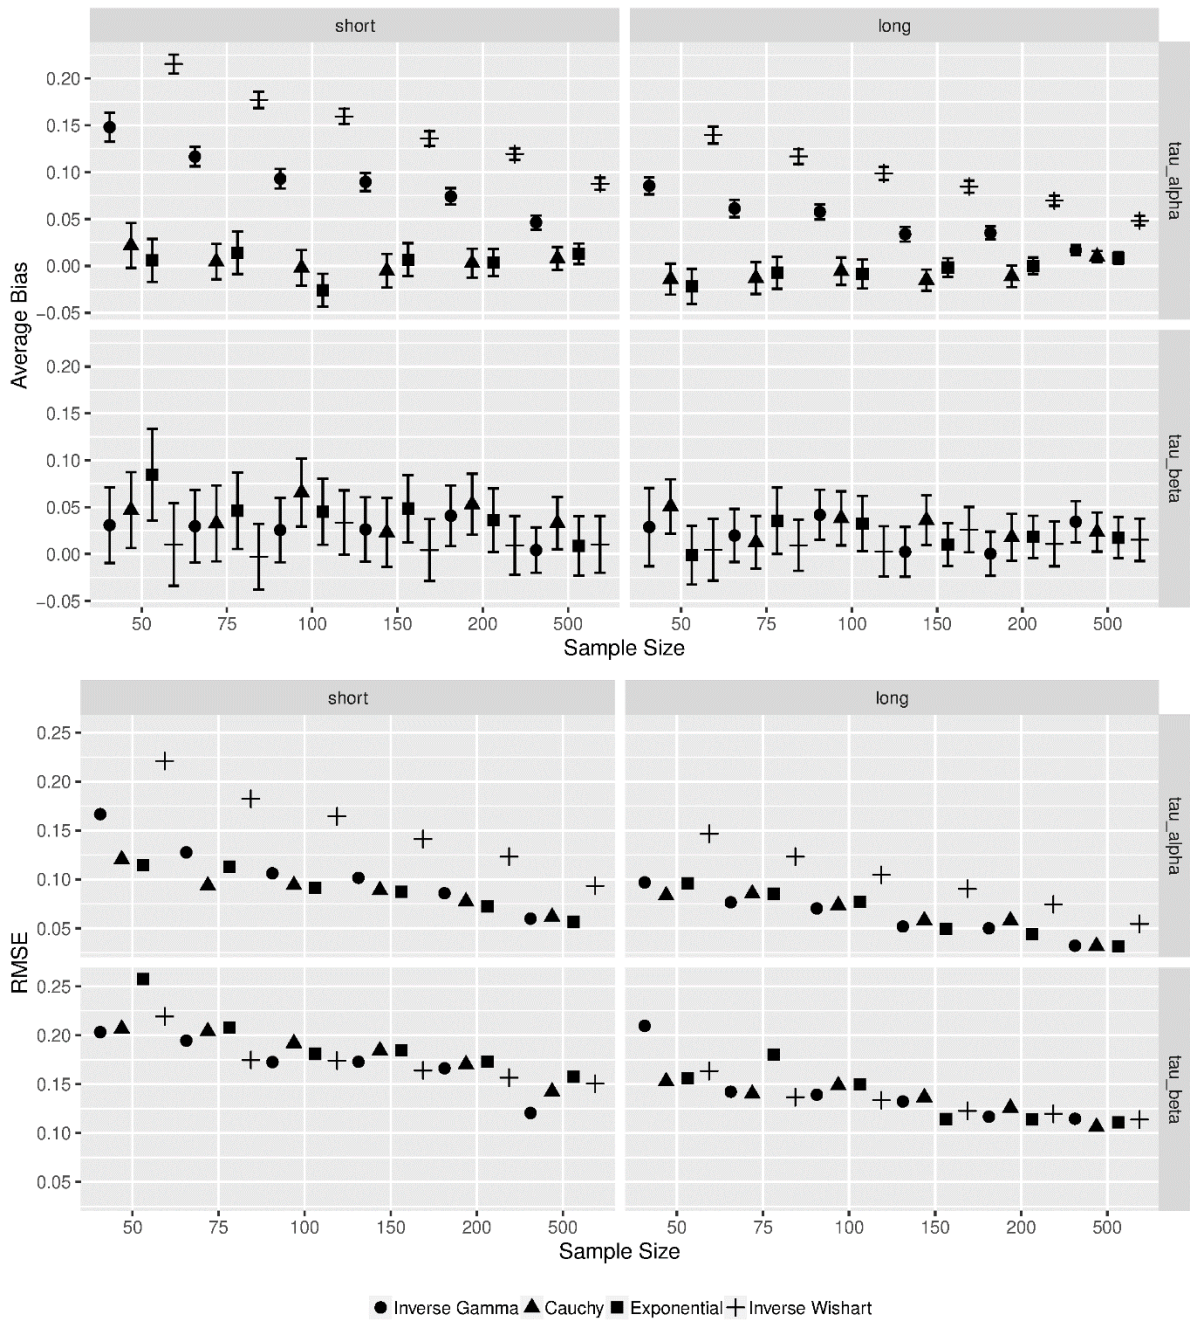 short long
0.20
0.15
0.10
0.05
0.00
−0.05
tau_alpha
Average Bias
0.20
0.15
0.10
0.05
0.00
−0.05
tau_beta
50 75 100 150 200 500 50 75 100 150 200 500
Sample Size
short long
0.25
0.20
0.15
0.10
0.05
tau_alpha
RMSE
0.25
0.20
0.15
0.10
0.05
tau_beta
50 75 100 150 200 500 50 75 100 150 200 500
Sample Size
Inverse Gamma Cauchy Exponential Inverse Wishart